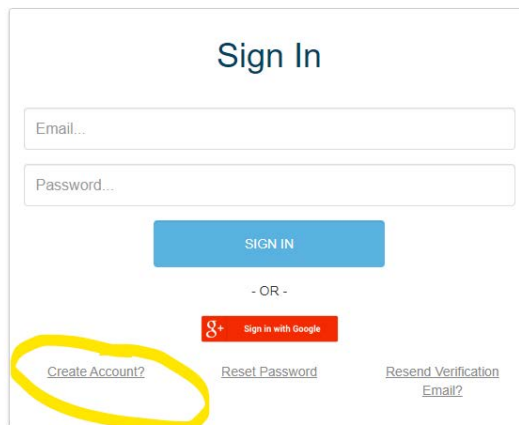 Sign In
Email...
Password...
SIGN IN
- OR -
g+ Sign in with Google
Create Account? Reset Password Resend Verification
Email?